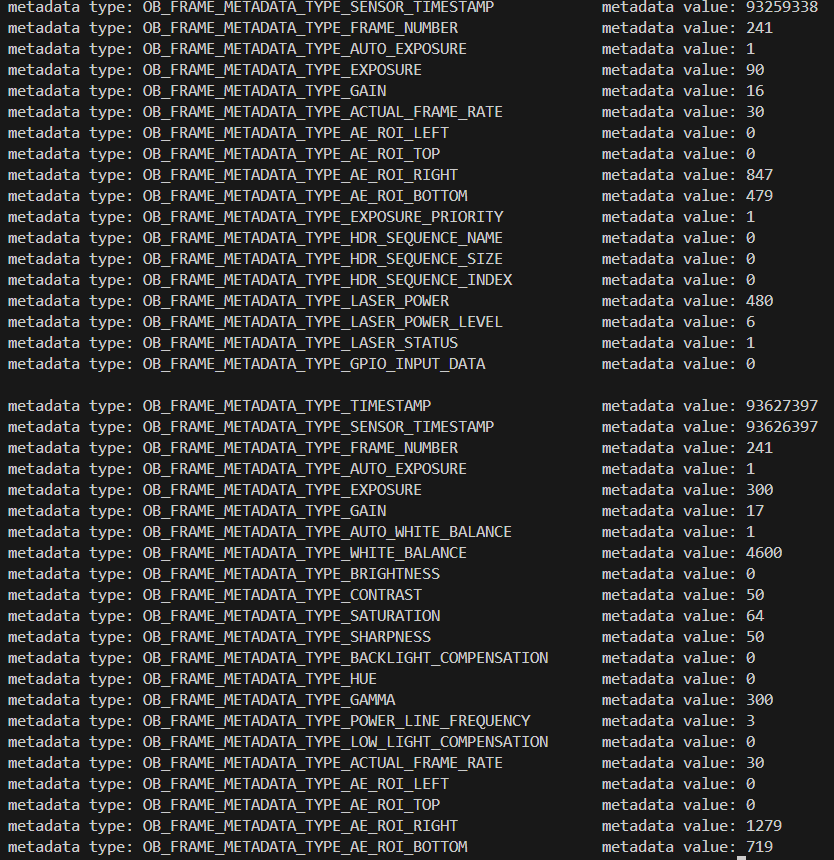 metadata type: OB_FRAME_METADATA_TYPE_SENSOR_TIMESTAMP metadata value: 93259338
metadata type: OB_FRAME_METADATA_TYPE_FRAME_NUMBER metadata value: 241
metadata type: OB_FRAME_METADATA_TYPE_AUTO_EXPOSURE metadata value: 1
metadata type: OB_FRAME_METADATA_TYPE_EXPOSURE metadata value: 90
metadata type: OB_FRAME_METADATA_TYPE_GAIN metadata value: 16
metadata type: OB_FRAME_METADATA_TYPE_ACTUAL_FRAME_RATE metadata value: 30
metadata type: OB_FRAME_METADATA_TYPE_AE_ROI_LEFT metadata value: 0
metadata type: OB_FRAME_METADATA_TYPE_AE_ROI_TOP metadata value: 0
metadata type: OB_FRAME_METADATA_TYPE_AE_ROI_RIGHT metadata value: 847
metadata type: OB_FRAME_METADATA_TYPE_AE_ROI_BOTTOM metadata value: 479
metadata type: OB_FRAME_METADATA_TYPE_EXPOSURE_PRIORITY metadata value: 1
metadata type: OB_FRAME_METADATA_TYPE_HDR_SEQUENCE_NAME metadata value: 0
metadata type: OB_FRAME_METADATA_TYPE_HDR_SEQUENCE_SIZE metadata value: 0
metadata type: OB_FRAME_METADATA_TYPE_HDR_SEQUENCE_INDEX metadata value: 0
metadata type: OB_FRAME_METADATA_TYPE_LASER_POWER metadata value: 480
metadata type: OB_FRAME_METADATA_TYPE_LASER_POWER_LEVEL metadata value: 6
metadata type: OB_FRAME_METADATA_TYPE_LASER_STATUS metadata value: 1
metadata type: OB_FRAME_METADATA_TYPE_GPIO_INPUT_DATA metadata value: 0
metadata type: OB_FRAME_METADATA_TYPE_TIMESTAMP metadata value: 93627397
metadata type: OB_FRAME_METADATA_TYPE_SENSOR_TIMESTAMP metadata value: 93626397
metadata type: OB_FRAME_METADATA_TYPE_FRAME_NUMBER metadata value: 241
metadata type: OB_FRAME_METADATA_TYPE_AUTO_EXPOSURE metadata value: 1
metadata type: OB_FRAME_METADATA_TYPE_EXPOSURE metadata value: 300
metadata type: OB_FRAME_METADATA_TYPE_GAIN metadata value: 17
metadata type: OB_FRAME_METADATA_TYPE_AUTO_WHITE_BALANCE metadata value: 1
metadata type: OB_FRAME_METADATA_TYPE_WHITE_BALANCE metadata value: 4600
metadata type: OB_FRAME_METADATA_TYPE_BRIGHTNESS metadata value: 0
metadata type: OB_FRAME_METADATA_TYPE_CONTRAST metadata value: 50
metadata type: OB_FRAME_METADATA_TYPE_SATURATION metadata value: 64
metadata type: OB_FRAME_METADATA_TYPE_SHARPNESS metadata value: 50
metadata type: OB_FRAME_METADATA_TYPE_BACKLIGHT_COMPENSATION metadata value: 0
metadata type: OB_FRAME_METADATA_TYPE_HUE metadata value: 0
metadata type: OB_FRAME_METADATA_TYPE_GAMMA metadata value: 300
metadata type: OB_FRAME_METADATA_TYPE_POWER_LINE_FREQUENCY metadata value: 3
metadata type: OB_FRAME_METADATA_TYPE_LOW_LIGHT_COMPENSATION metadata value: 0
metadata type: OB_FRAME_METADATA_TYPE_ACTUAL_FRAME_RATE metadata value: 30
metadata type: OB_FRAME_METADATA_TYPE_AE_ROI_LEFT metadata value: 0
metadata type: OB_FRAME_METADATA_TYPE_AE_ROI_TOP metadata value: 0
metadata type: OB_FRAME_METADATA_TYPE_AE_ROI_RIGHT metadata value: 1279
metadata type: OB_FRAME_METADATA_TYPE_AE_ROI_BOTTOM metadata value: 719